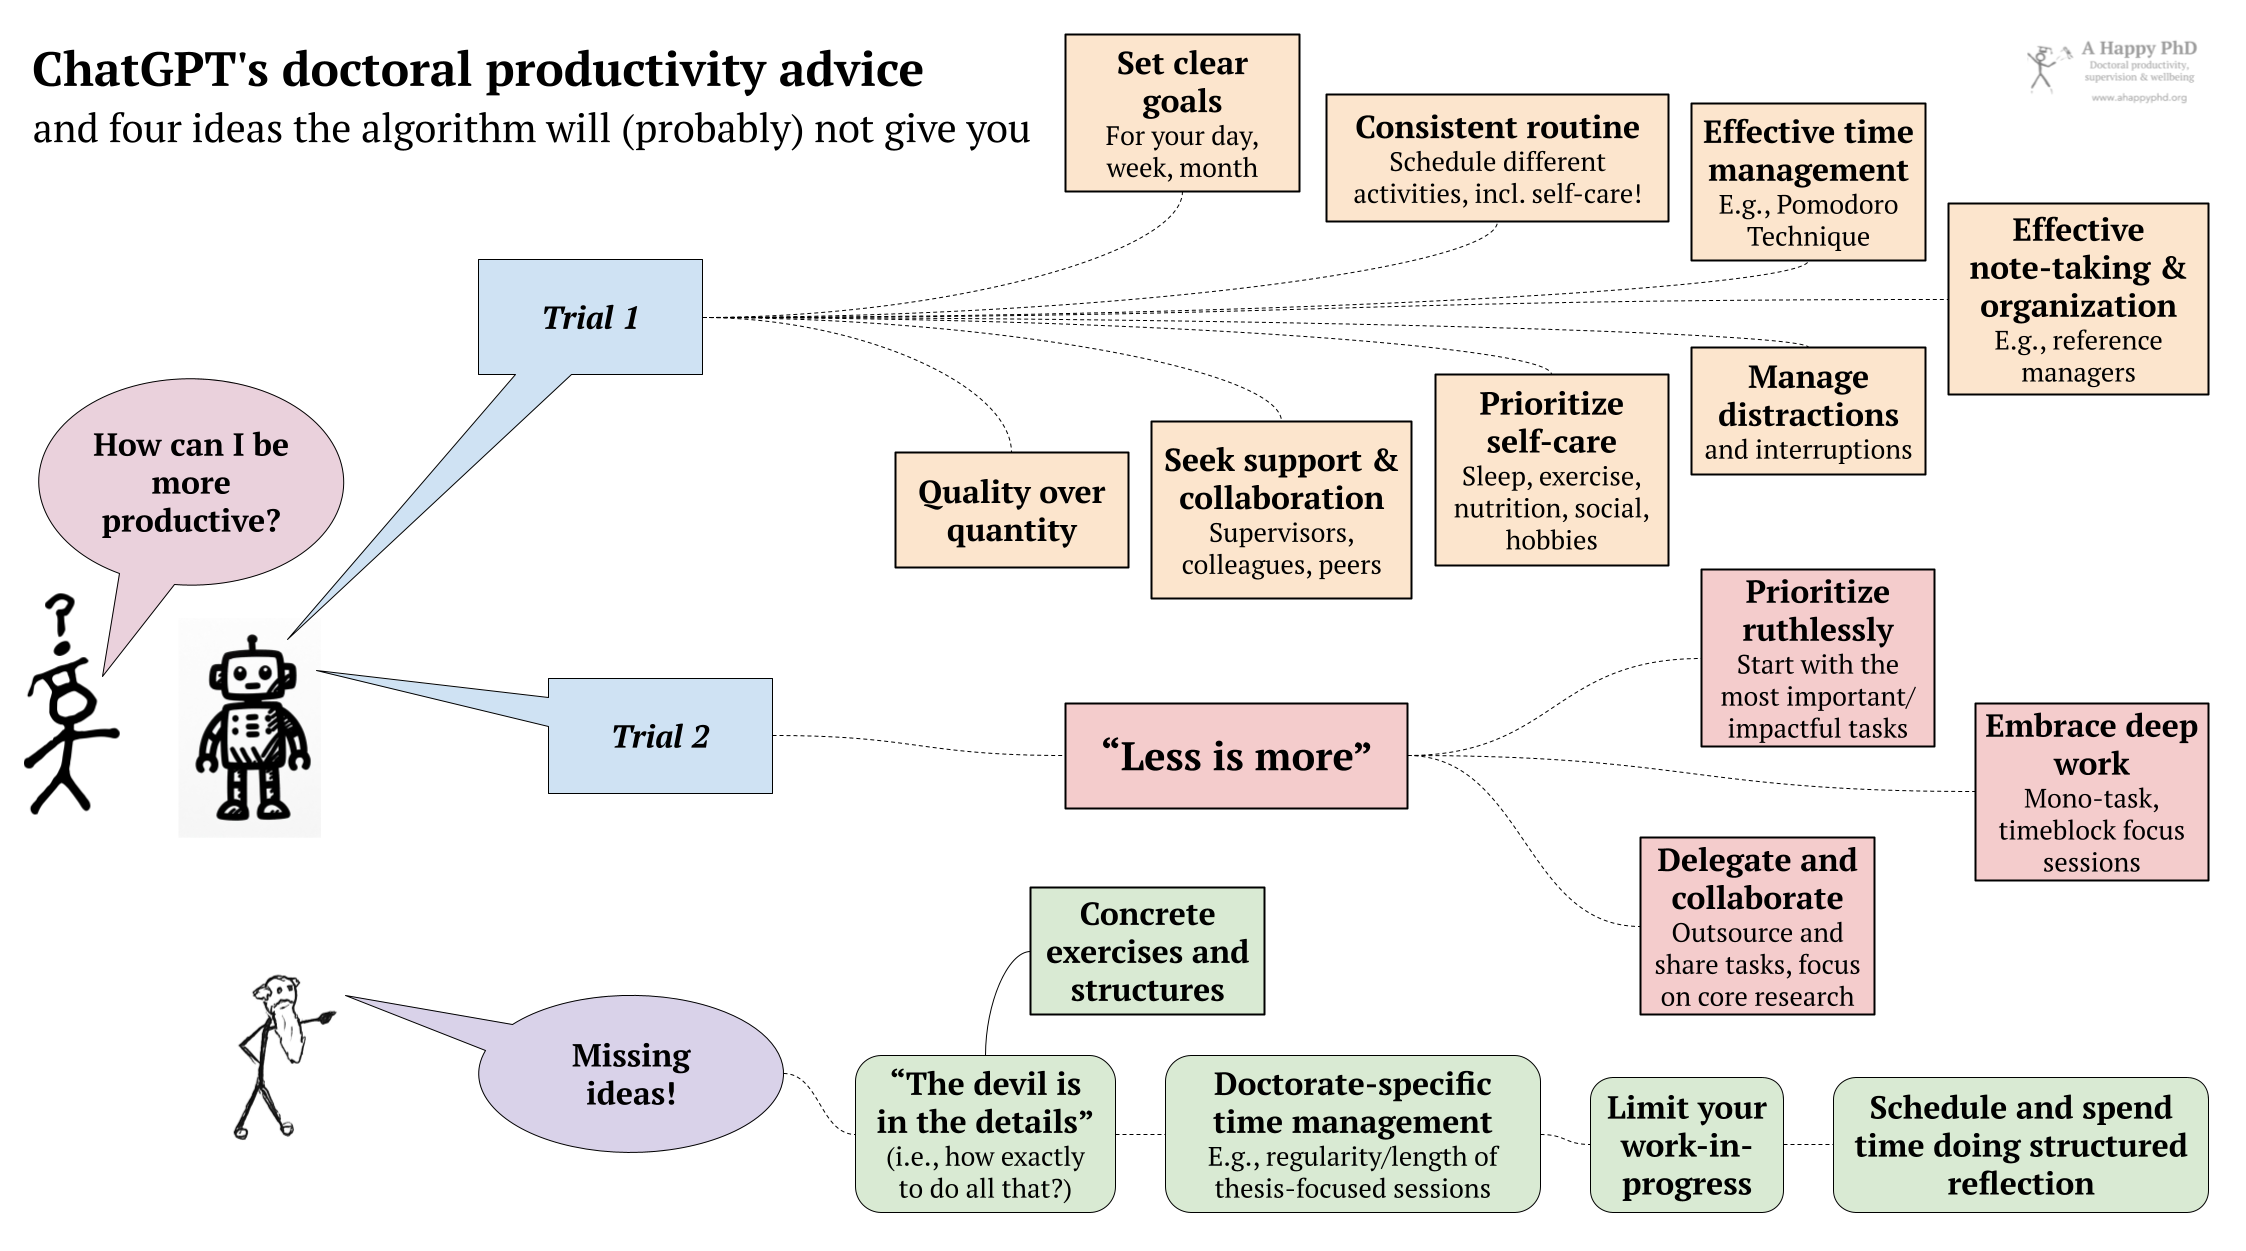 ChatGPT's doctoral productivity advice
and four ideas the algorithm will (probably) not give you
A Happy PhD
Doctoral productivity,
supervision & wellbeing
www.ahappyphd.org
How can I be
more
productive?
?
Trial 1
Set clear
goals
For your day,
week, month
Consistent routine
Schedule different
activities, incl. self-care!
Effective time
management
E.g., Pomodoro
Technique
Effective
note-taking &
organization
E.g., reference
managers
Manage
distractions
and interruptions
Prioritize
self-care
Sleep, exercise,
nutrition, social,
hobbies
Seek support &
collaboration
Supervisors,
colleagues, peers
Quality over
quantity
Trial 2
“Less is more”
Prioritize
ruthlessly
Start with the
most important/
impactful tasks
Embrace deep
work
Mono-task,
timeblock focus
sessions
Delegate and
collaborate
Outsource and
share tasks, focus
on core research
Missing
ideas!
Concrete
exercises and
structures
“The devil is
in the details”
(i.e., how exactly
to do all that?)
Doctorate-specific
time management
E.g., regularity/length of
thesis-focused sessions
Limit your
work-in-
progress
Schedule and spend
time doing structured
reflection